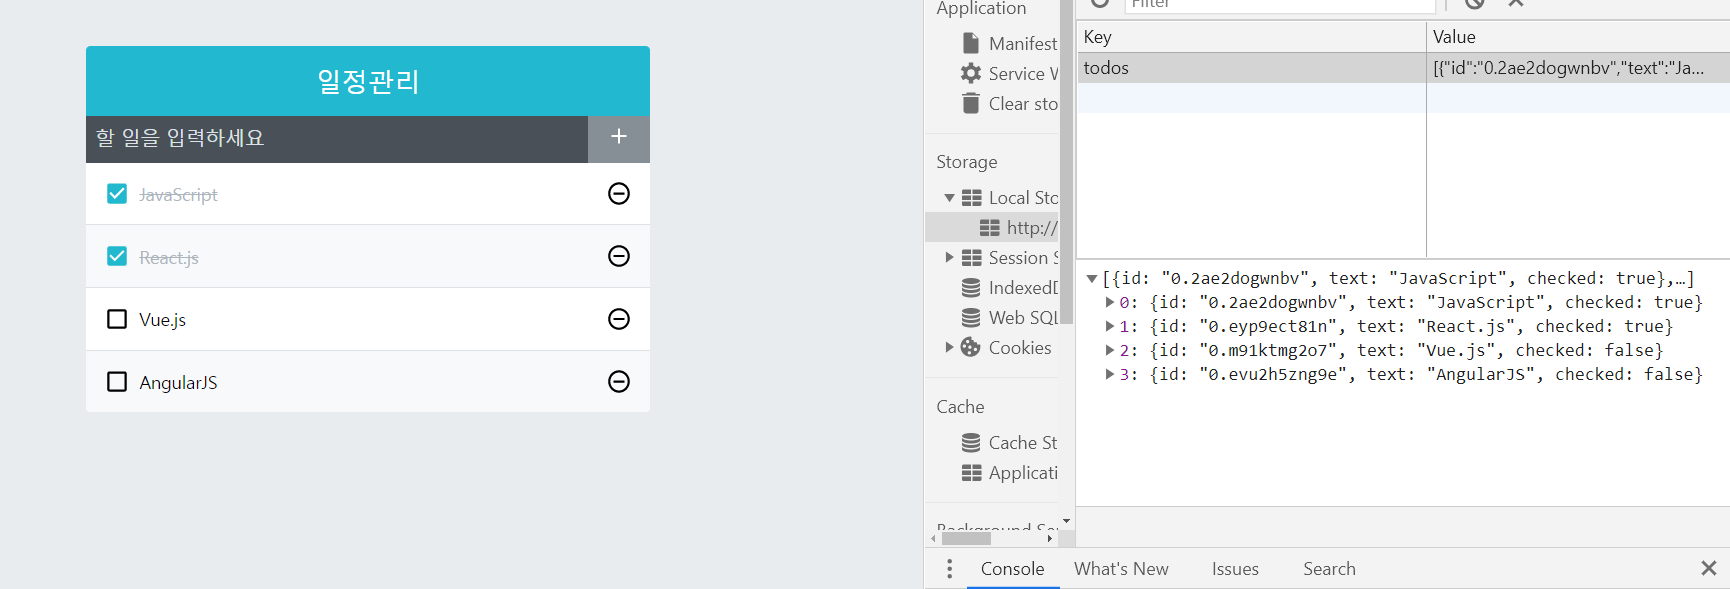 일정관리
할 일을 입력하세요
+
JavaScript
React.js
Vue.js
AngularJS
Application
Manifest
Service W
Clear sto
Storage
Local Sto
http://
Session S
IndexedD
Web SQL
Cookies
Cache
Cache St
Applicati
Background Se
Filter
Key Value
todos [{"id":"0.2ae2dogwnbv","text":"Ja...
[{id: "0.2ae2dogwnbv", text: "JavaScript", checked: true},…]
0: {id: "0.2ae2dogwnbv", text: "JavaScript", checked: true}
1: {id: "0.eyp9ect81n", text: "React.js", checked: true}
2: {id: "0.m91ktmg2o7", text: "Vue.js", checked: false}
3: {id: "0.evu2h5zng9e", text: "AngularJS", checked: false}
Console What's New Issues Search